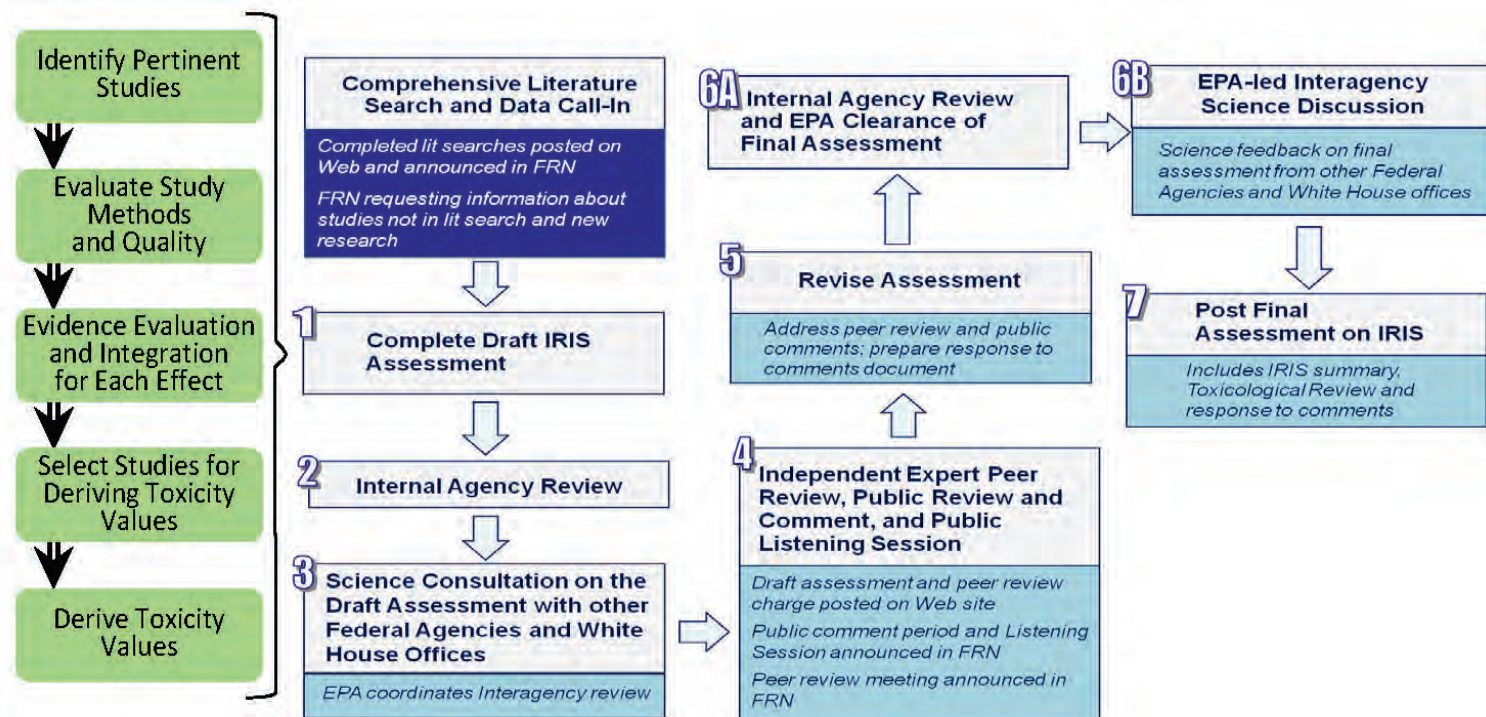 Identify Pertinent
Studies
Evaluate Study
Methods
and Quality
Evidence Evaluation
and Integration
for Each Effect
Select Studies for
Deriving Toxicity
Values
Derive Toxicity
Values
Comprehensive Literature
Search and Data Call-In
Completed lit searches posted on
Web and announced in FRN
FRN requesting information about
studies not in lit search and new
research
1
Complete Draft IRIS
Assessment
2
Internal Agency Review
3
Science Consultation on the
Draft Assessment with other
Federal Agencies and White
House Offices
EPA coordinates Interagency review
4
Independent Expert Peer
Review, Public Review and
Comment, and Public
Listening Session
Draft assessment and peer review
charge posted on Web site
Public comment period and Listening
Session announced in FRN
Peer review meeting announced in
FRN
5
Revise Assessment
Address peer review and public
comments; prepare response to
comments document
6A
Internal Agency Review
and EPA Clearance of
Final Assessment
6B
EPA-led Interagency
Science Discussion
Science feedback on final
assessment from other Federal
Agencies and White House offices
7
Post Final
Assessment on IRIS
Includes IRIS summary,
Toxicological Review and
response to comments